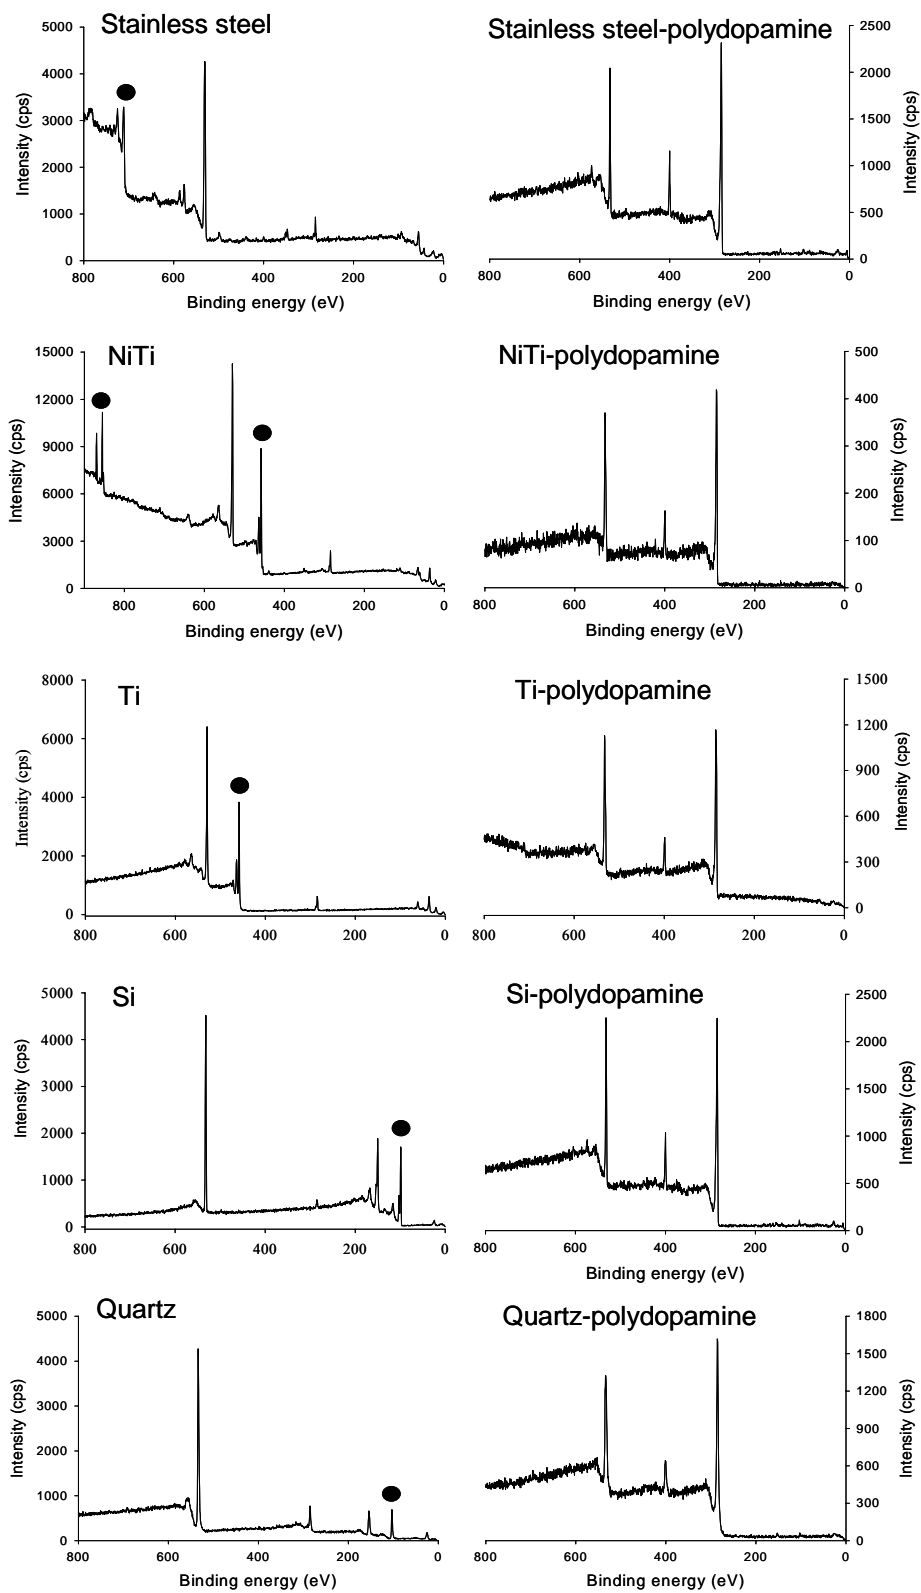 Stainless steel
5000
4000
3000
2000
1000
0
Intensity (cps)
800 600 400 200 0
Binding energy (eV)
Stainless steel-polydopamine
2500
2000
1500
1000
500
0
Intensity (cps)
800 600 400 200 0
Binding energy (eV)
NiTi
15000
12000
9000
6000
3000
0
Intensity (cps)
800 600 400 200 0
Binding energy (eV)
NiTi-polydopamine
500
400
300
200
100
0
Intensity (cps)
800 600 400 200 0
Binding energy (eV)
Ti
8000
6000
4000
2000
0
Intensity (cps)
800 600 400 200 0
Ti-polydopamine
1500
1200
900
600
300
0
Intensity (cps)
800 600 400 200 0
Si
5000
4000
3000
2000
1000
0
Intensity (cps)
800 600 400 200 0
Si-polydopamine
2500
2000
1500
1000
500
0
Intensity (cps)
800 600 400 200 0
Binding energy (eV)
Quartz
5000
4000
3000
2000
1000
0
Intensity (cps)
800 600 400 200 0
Binding energy (eV)
Quartz-polydopamine
1800
1500
1200
900
600
300
0
Intensity (cps)
800 600 400 200 0
Binding energy (eV)